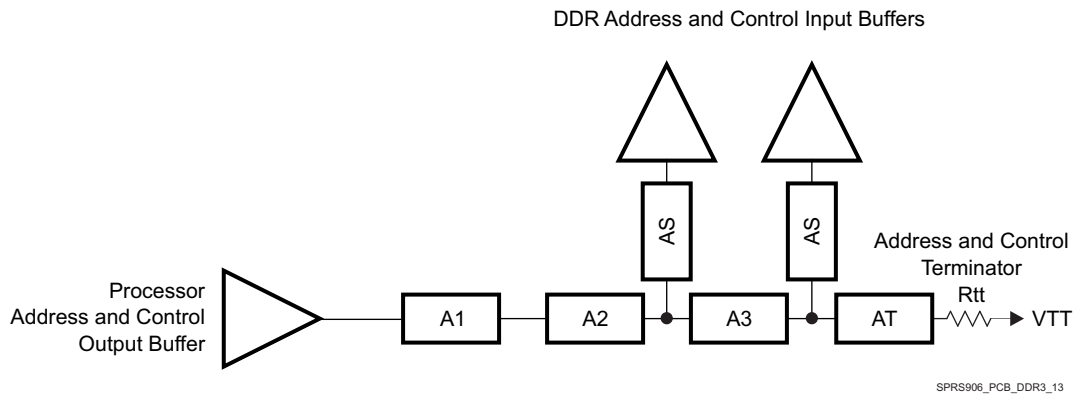 DDR Address and Control Input Buffers
AS
AS
Address and Control
Terminator
Rtt
Processor
Address and Control
Output Buffer
A1
A2
A3
AT
VTT
SPRS906_PCB_DDR3_13